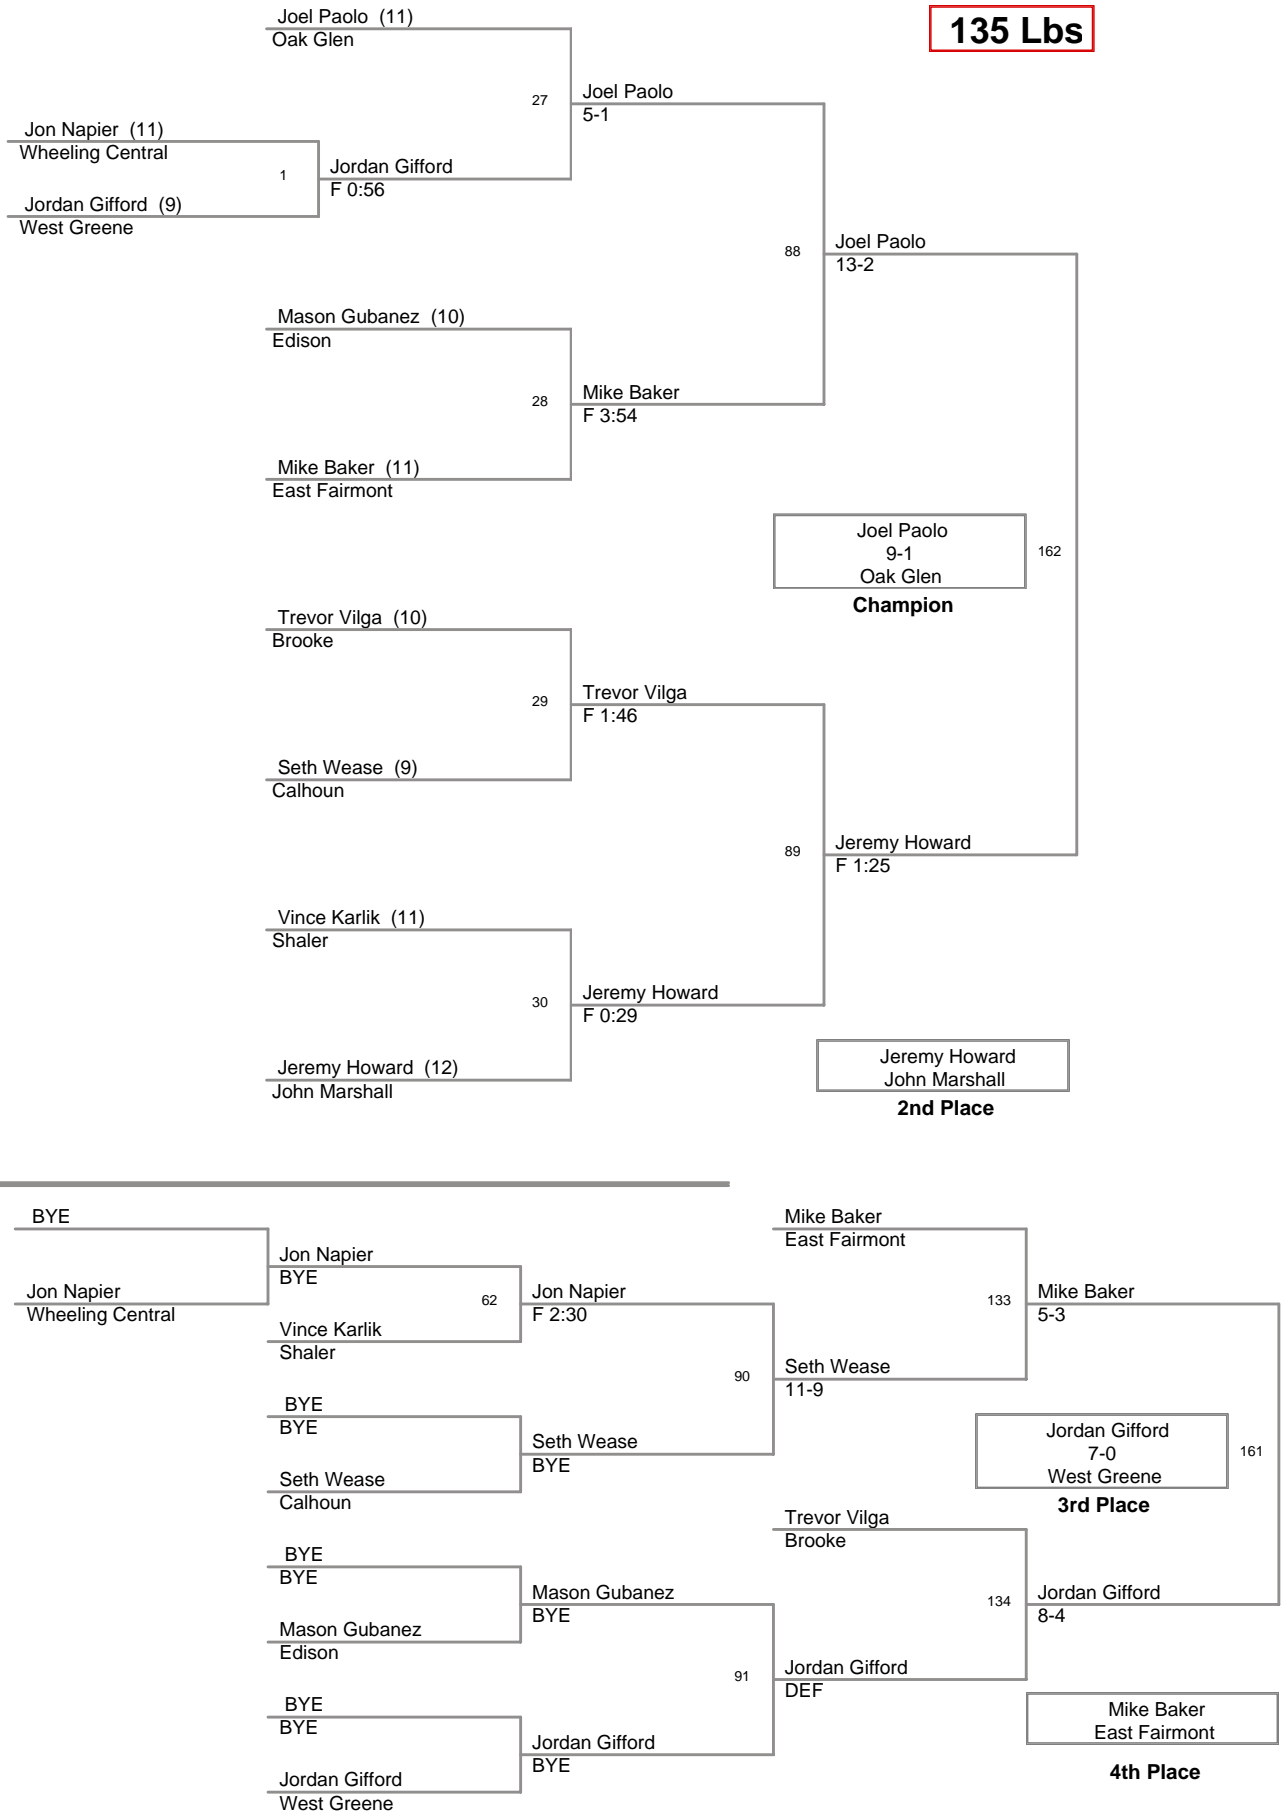 Joel Paolo (11)
Oak Glen
135 Lbs
27
Joel Paolo
5-1
Jon Napier (11)
Wheeling Central
1
Jordan Gifford
F 0:56
Jordan Gifford (9)
West Greene
88
Joel Paolo
13-2
Mason Gubanez (10)
Edison
28
Mike Baker
F 3:54
Mike Baker (11)
East Fairmont
Joel Paolo
9-1
Oak Glen
162
Champion
Trevor Vilga (10)
Brooke
29
Trevor Vilga
F 1:46
Seth Wease (9)
Calhoun
89
Jeremy Howard
F 1:25
Vince Karlik (11)
Shaler
30
Jeremy Howard
F 0:29
Jeremy Howard (12)
John Marshall
Jeremy Howard
John Marshall
2nd Place
BYE
Jon Napier
BYE
Jon Napier
Wheeling Central
62
Jon Napier
F 2:30
Vince Karlik
Shaler
Mike Baker
East Fairmont
133
Mike Baker
5-3
90
Seth Wease
11-9
BYE
BYE
Seth Wease
BYE
Seth Wease
Calhoun
Jordan Gifford
7-0
West Greene
161
3rd Place
Trevor Vilga
Brooke
BYE
BYE
Mason Gubanez
BYE
Mason Gubanez
Edison
134
Jordan Gifford
8-4
91
Jordan Gifford
DEF
BYE
BYE
Jordan Gifford
BYE
Jordan Gifford
West Greene
Mike Baker
East Fairmont
4th Place